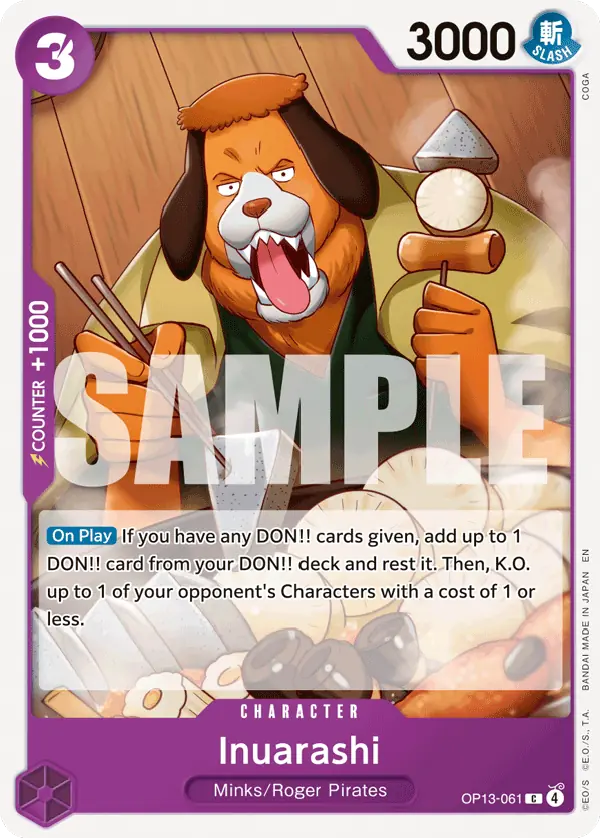 3
3000
斬
SLASH
COGA
COUNTER +1000
SAMPLE
On Play If you have any DON!! cards given, add up to 1
DON!! card from your DON!! deck and rest it. Then, K.O.
up to 1 of your opponent's Characters with a cost of 1 or
less.
CHARACTER
Inuarashi
Minks/Roger Pirates
OP13-061 C 4
©E.O/S ©E.O./S., T.A. BANDAI MADE IN JAPAN EN